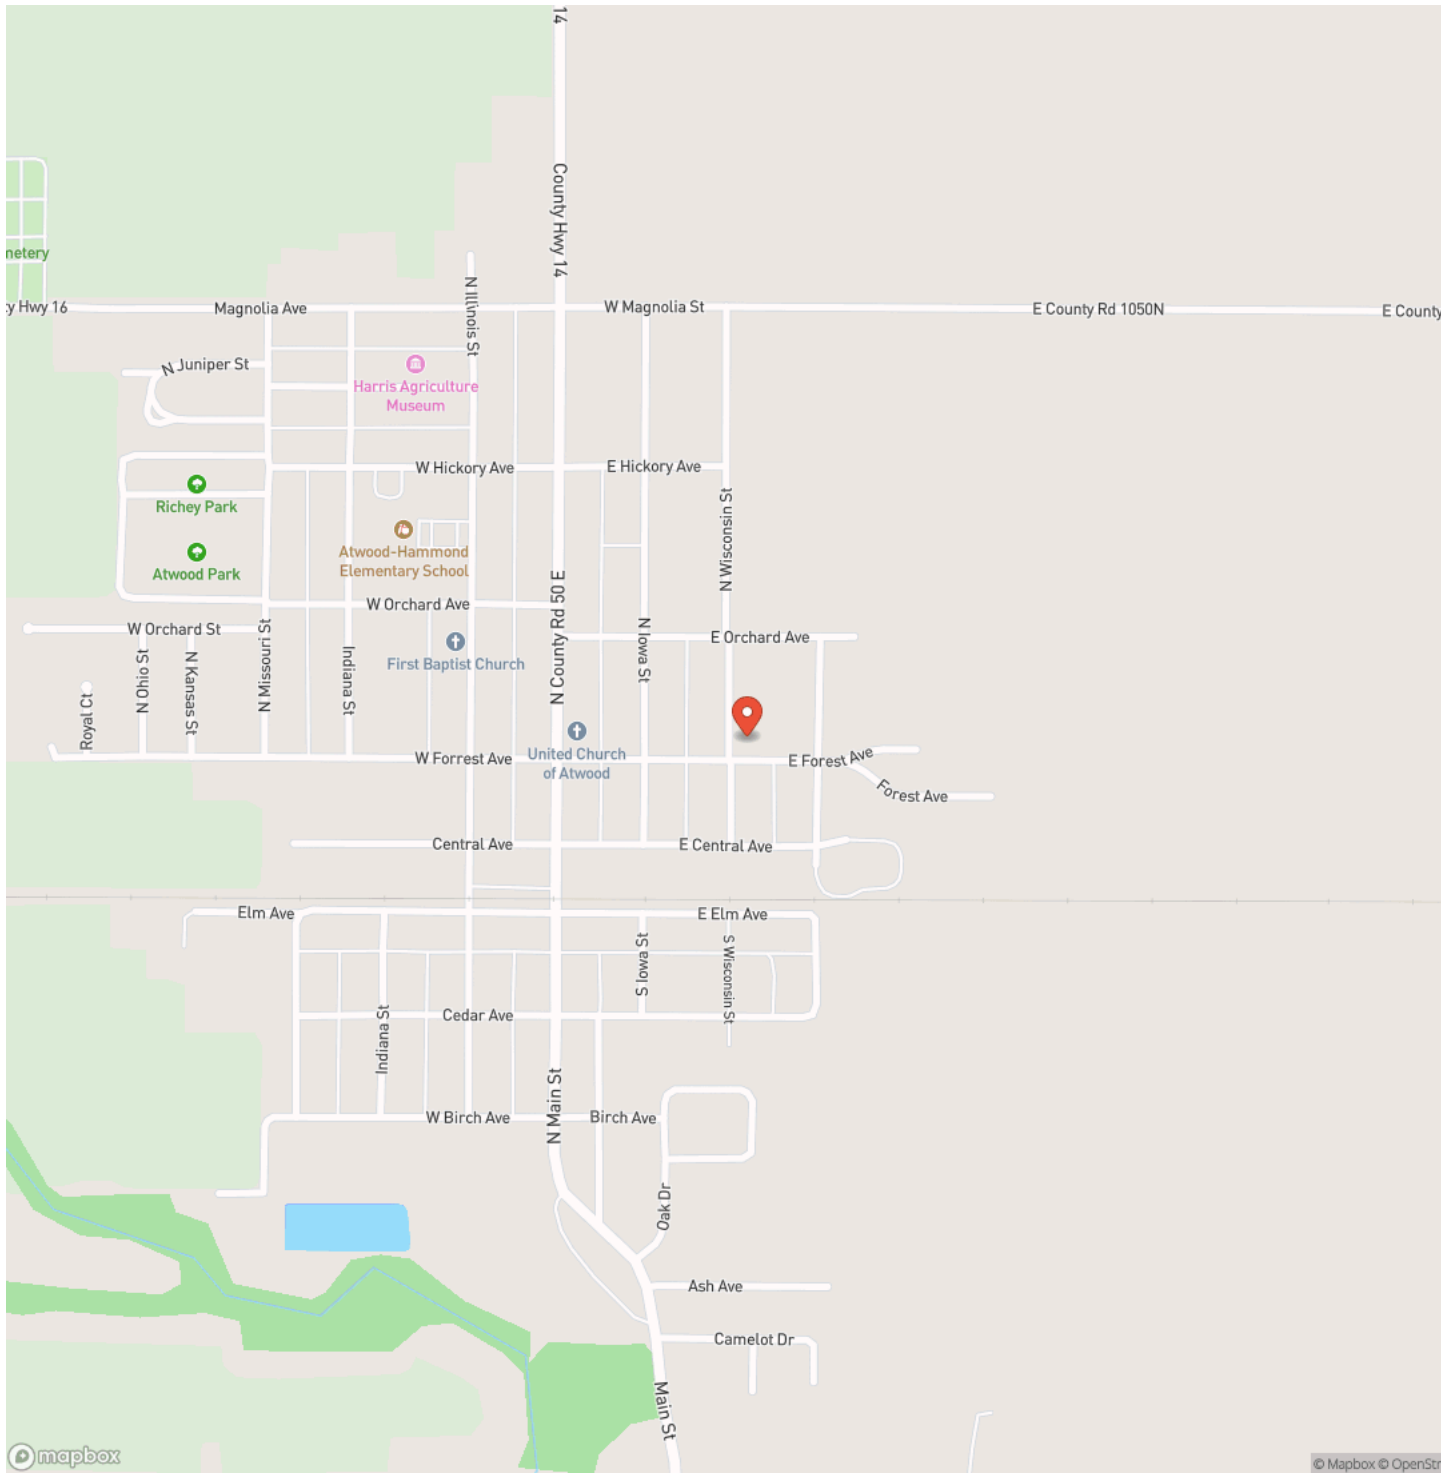 14
County Hwy 14
metery
ty Hwy 16
Magnolia Ave
N Illinois St
W Magnolia St
E County Rd 1050N
E County
N Juniper St
Harris Agriculture
Museum
W Hickory Ave
E Hickory Ave
Richey Park
N Wisconsin St
Atwood-Hammond
Elementary School
Atwood Park
N County Rd 50 E
W Orchard Ave
W Orchard St
N Missouri St
Indiana St
N Iowa St
E Orchard Ave
First Baptist Church
Royal Ct
N Ohio St
N Kansas St
United Church
of Atwood
W Forrest Ave
E Forest Ave
Forest Ave
Central Ave
E Central Ave
Elm Ave
E Elm Ave
S Iowa St
S Wisconsin St
Cedar Ave
Indiana St
N Main St
W Birch Ave
Birch Ave
Oak Dr
Ash Ave
Camelot Dr
Main St
mapbox
© Mapbox © OpenStr